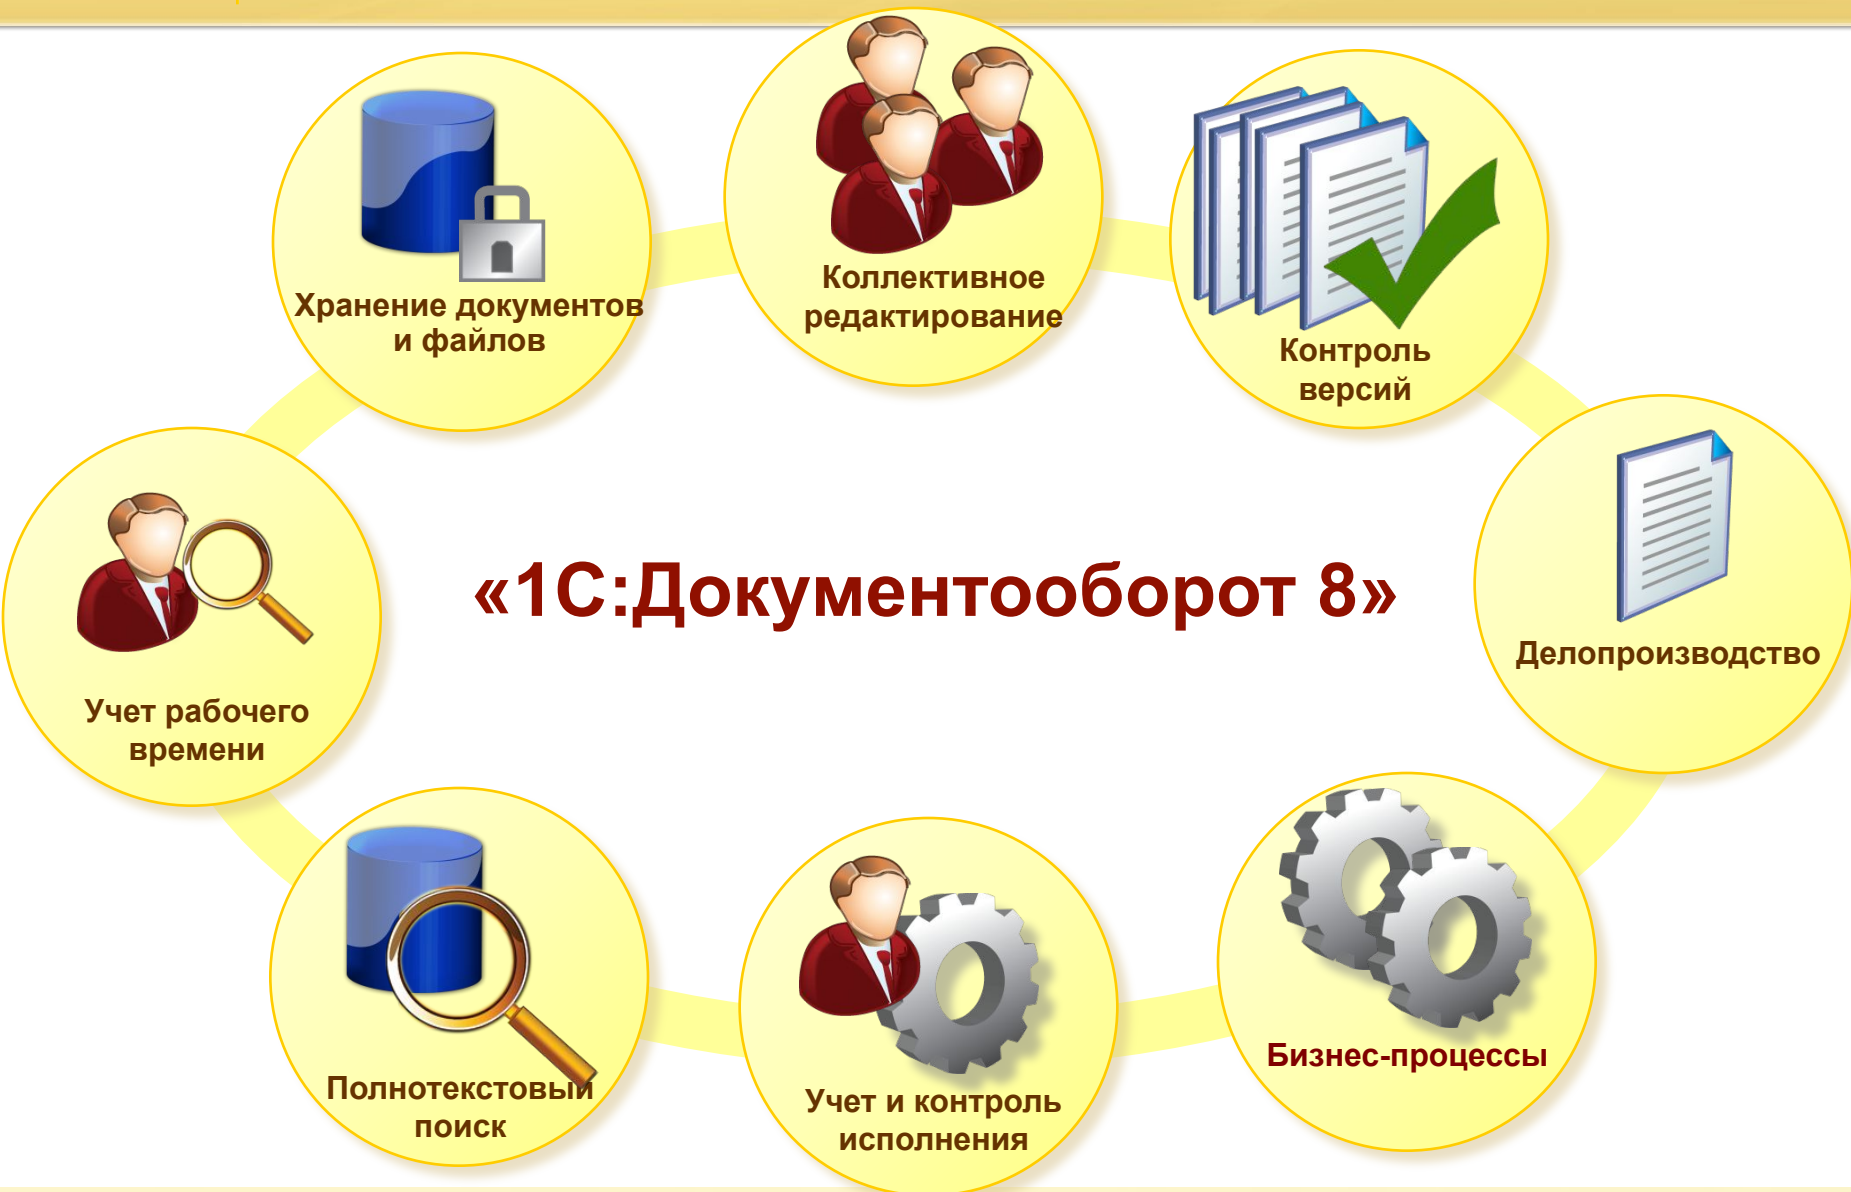 Хранение документов
и файлов
Коллективное
редактирование
Контроль
версий
Делопроизводство
«1С:Документооборот 8»
Учет рабочего
времени
Полнотекстовый
поиск
Учет и контроль
исполнения
Бизнес-процессы